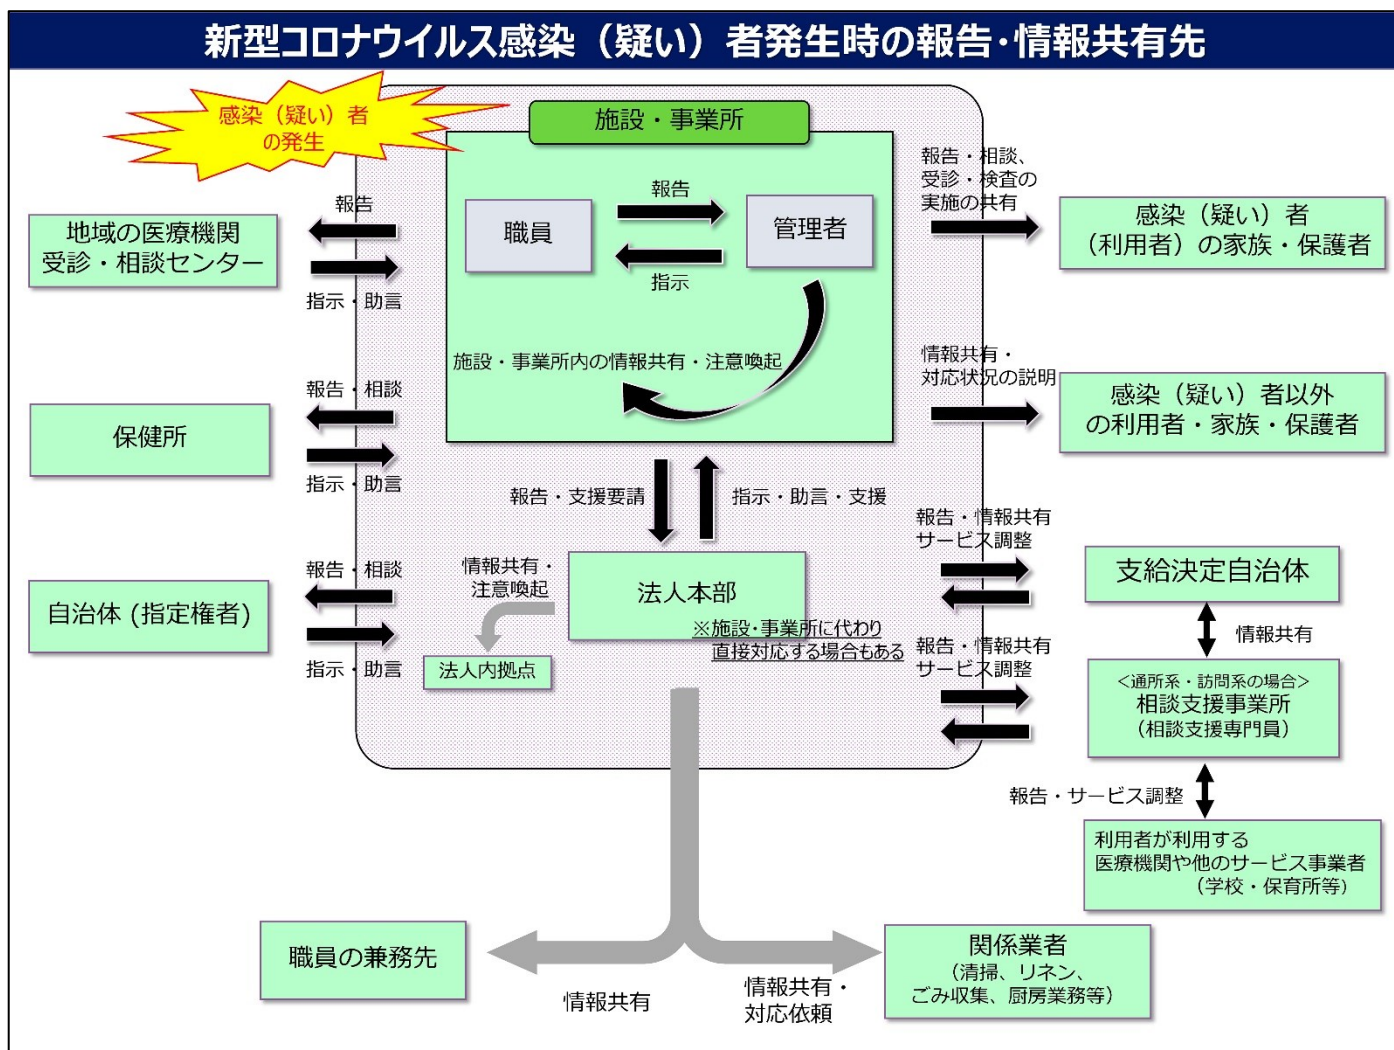 新型コロナウイルス感染（疑い）者発生時の報告・情報共有先
感染（疑い）者
の発生
施設・事業所
職員
報告
指示
管理者
施設・事業所内の情報共有・注意喚起
報告
地域の医療機関
受診・相談センター
指示・助言
報告・相談
保健所
指示・助言
報告・相談
自治体 (指定権者)
指示・助言
報告・相談、
受診・検査の
実施の共有
感染（疑い）者
（利用者）の家族・保護者
情報共有・
対応状況の説明
感染（疑い）者以外
の利用者・家族・保護者
報告・支援要請
指示・助言・支援
情報共有・
注意喚起
法人本部
※施設・事業所に代わり
直接対応する場合もある
法人内拠点
報告・情報共有
サービス調整
支給決定自治体
情報共有
報告・情報共有
サービス調整
＜通所系・訪問系の場合＞
相談支援事業所
（相談支援専門員）
報告・サービス調整
利用者が利用する
医療機関や他のサービス事業者
（学校・保育所等）
職員の兼務先
情報共有
情報共有・
対応依頼
関係業者
（清掃、リネン、
ごみ収集、厨房業務等）